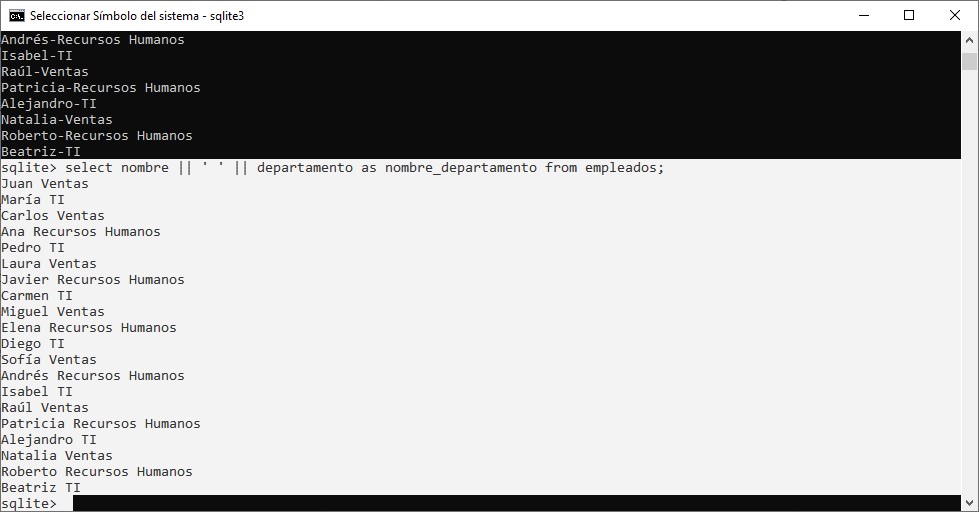 Seleccionar Símbolo del sistema - sqlite3
Andrés-Recursos Humanos
Isabel-TI
Raúl-Ventas
Patricia-Recursos Humanos
Alejandro-TI
Natalia-Ventas
Roberto-Recursos Humanos
Beatriz-TI
sqlite> select nombre || ' ' || departamento as nombre_departamento from empleados;
Juan Ventas
María TI
Carlos Ventas
Ana Recursos Humanos
Pedro TI
Laura Ventas
Javier Recursos Humanos
Carmen TI
Miguel Ventas
Elena Recursos Humanos
Diego TI
Sofía Ventas
Andrés Recursos Humanos
Isabel TI
Raúl Ventas
Patricia Recursos Humanos
Alejandro TI
Natalia Ventas
Roberto Recursos Humanos
Beatriz TI
sqlite>